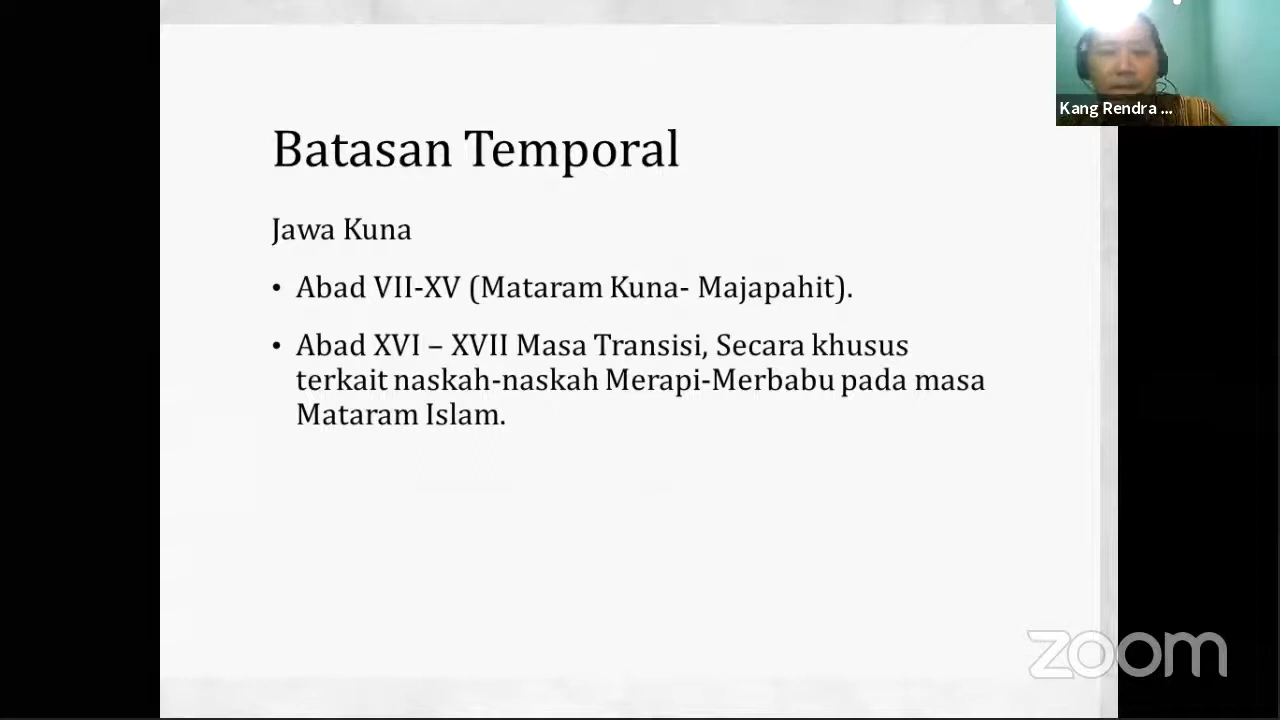 Kang Rendra ...
Batasan Temporal
Jawa Kuna
• Abad VII-XV (Mataram Kuna- Majapahit).
• Abad XVI – XVII Masa Transisi, Secara khusus
terkait naskah-naskah Merapi-Merbabu pada masa
Mataram Islam.
zoom